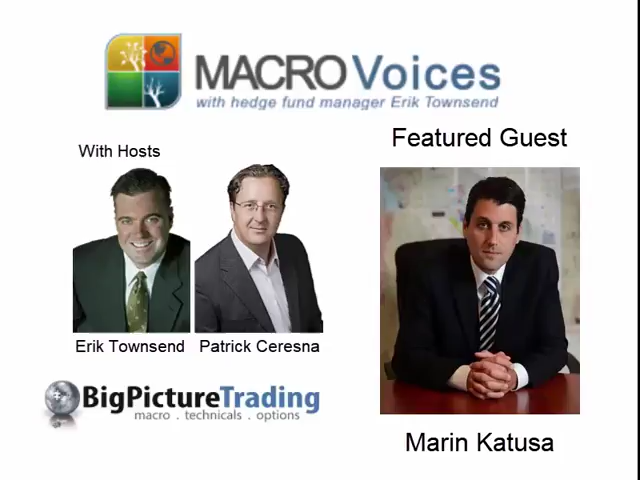 MACRO Voices
with hedge fund manager Erik Townsend
With Hosts
Featured Guest
Erik Townsend
Patrick Ceresna
BigPictureTrading
macro . technicals . options
Marin Katusa